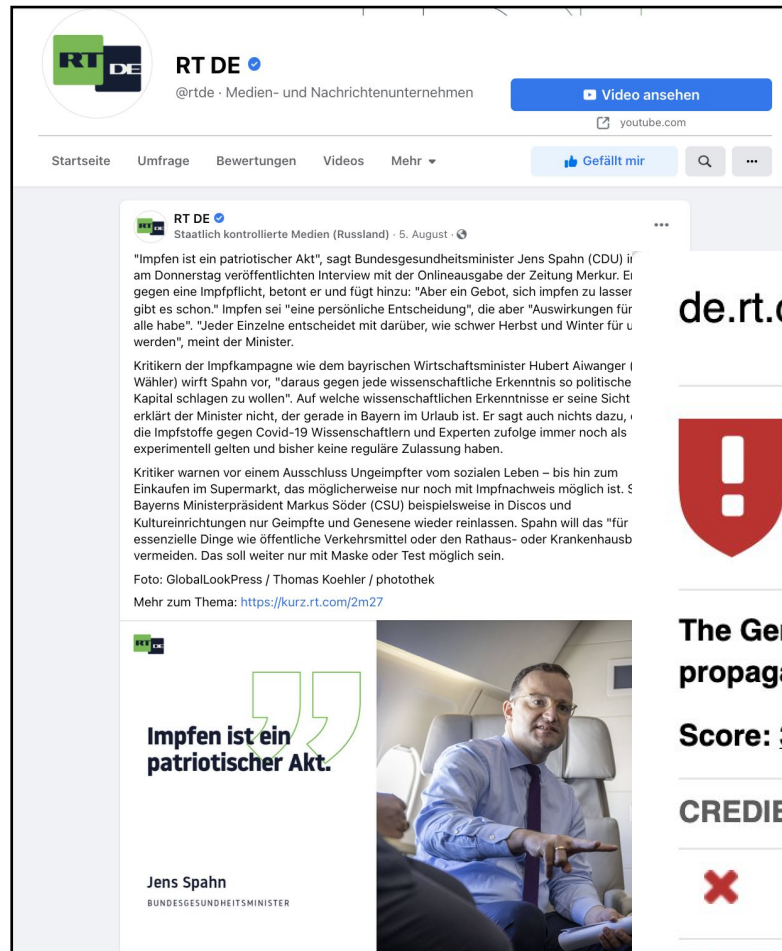 RT DE
RT DE
@rtde · Medien- und Nachrichtenunternehmen
Video ansehen
youtube.com
Startseite Umfrage Bewertungen Videos Mehr
Gefällt mir
RT DE
RT DE
Staatlich kontrollierte Medien (Russland) · 5. August ·
"Impfen ist ein patriotischer Akt", sagt Bundesgesundheitsminister Jens Spahn (CDU)
am Donnerstag veröffentlichten Interview mit der Onlineausgabe der Zeitung Merkur.
gegen eine Impfpflicht, betont er und fügt hinzu: "Aber ein Gebot, sich impfen zu
gibt es schon." Impfen sei "eine persönliche Entscheidung", die aber "Auswirkungen für
alle habe". "Jeder Einzelne entscheidet mit darüber, wie schwer Herbst und Winter für
werden", meint der Minister.
Kritikern der Impfkampagne wie dem bayrischen Wirtschaftsminister Hubert Aiwanger
Wähler) wirft Spahn vor, "daraus gegen jede wissenschaftliche Erkenntnis so politische
Kapital schlagen zu wollen". Auf welche wissenschaftlichen Erkenntnisse er seine Sicht
erklärt der Minister nicht, der gerade in Bayern im Urlaub ist. Er sagt auch nichts dazu,
die Impfstoffe gegen Covid-19 Wissenschaftlern und Experten zufolge immer noch als
experimentell gelten und bisher keine reguläre Zulassung haben.
Kritiker warnen vor einem Ausschluss Ungeimpfter vom sozialen Leben – bis hin zum
Einkaufen im Supermarkt, das möglicherweise nur noch mit Impfnachweis möglich ist.
Bayerns Ministerpräsident Markus Söder (CSU) beispielsweise in Discos und
Kultureinrichtungen nur Geimpfte und Genesene wieder reinlassen. Spahn will das "für
essenzielle Dinge wie öffentliche Verkehrsmittel oder den Rathaus- oder
vermeiden. Das soll weiter nur mit Maske oder Test möglich sein.
Foto: GlobalLookPress / Thomas Koehler / photothek
Mehr zum Thema: https://kurz.rt.com/2m27
RT DE
Impfen ist ein
patriotischer Akt.
Jens Spahn
BUNDESGESUNDHEITSMINISTER
de.rt.
The
Score: